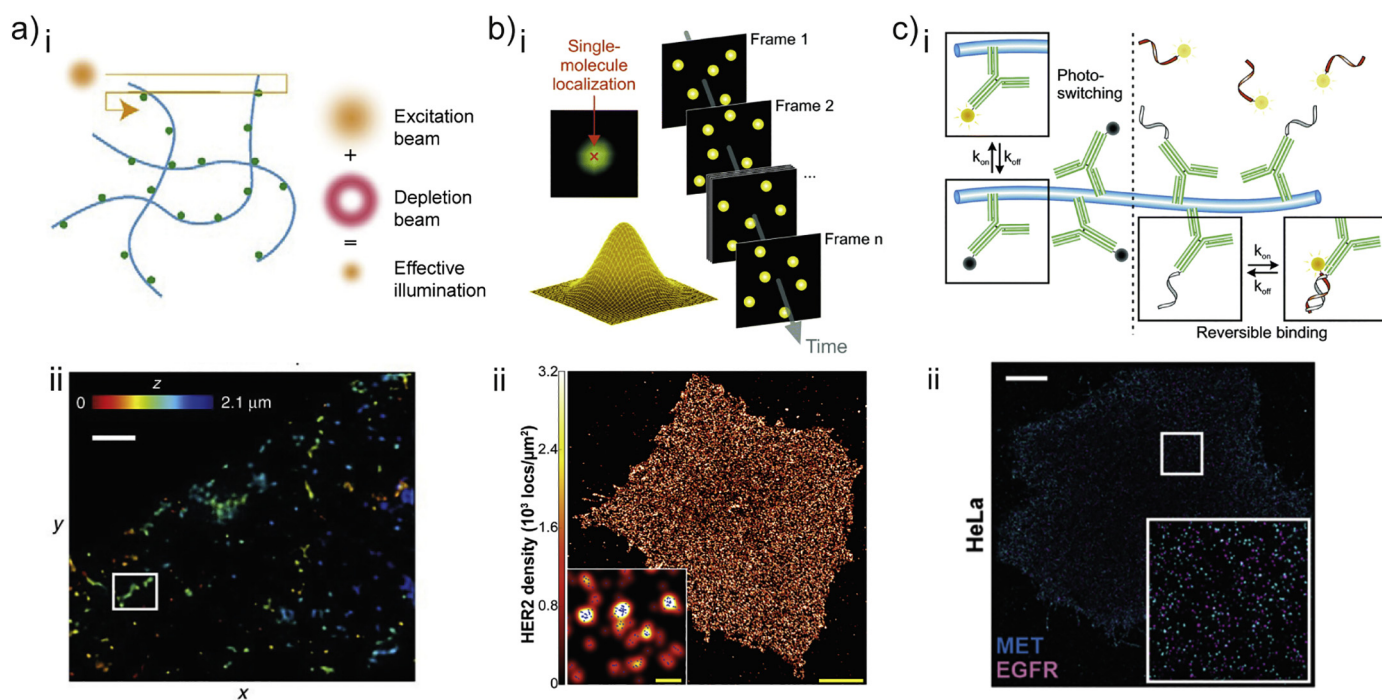 a)
i
Excitation
beam
+
Depletion
beam
=
Effective
illumination
ii
z
0
2.1 μm
y
x
b)
i
Single-
molecule
localization
Frame 1
Frame 2
...
Frame n
Time
ii
HER2 density (10³ locs/μm²)
3.2
2.4
1.6
0.8
0
c)
i
Photo-
switching
kon
koff
kon
koff
Reversible binding
ii
HeLa
MET
EGFR